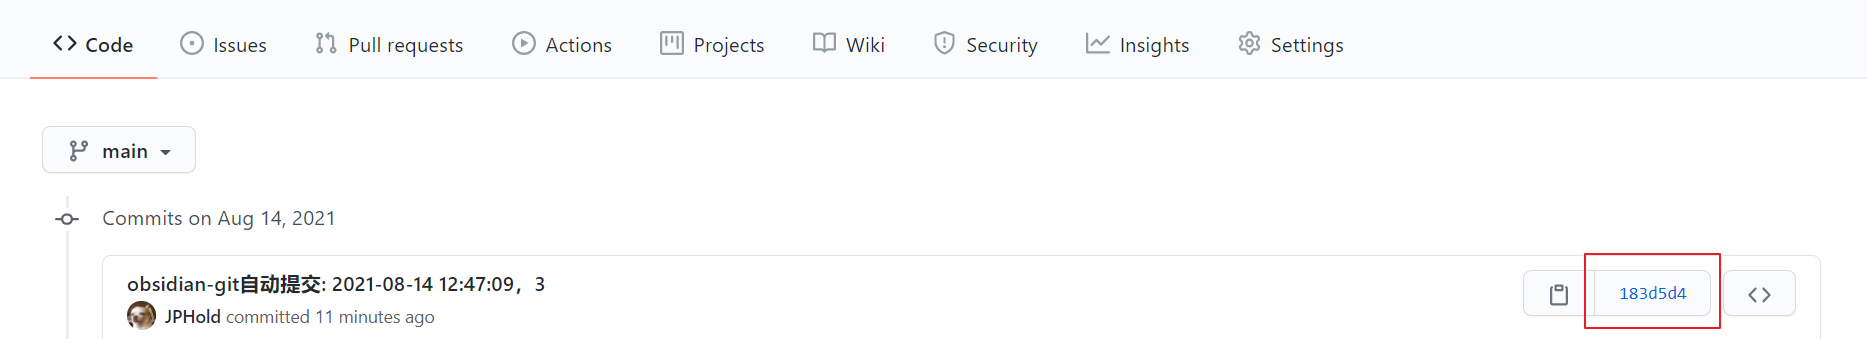 Code Issues Pull requests Actions Projects Wiki Security Insights Settings
main
Commits on Aug 14, 2021
obsidian-git自动提交: 2021-08-14 12:47:09，3
183d5d4
JPHold committed 11 minutes ago